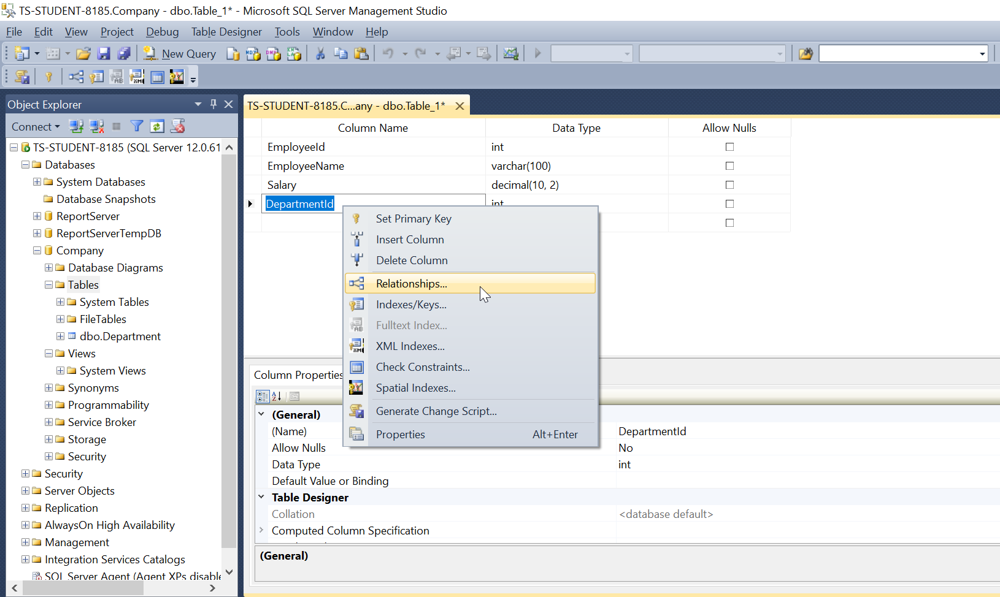 TS-STUDENT-8185.Company - dbo.Table_1* - Microsoft SQL Server Management Studio
File Edit View Project Debug Table Designer Tools Window Help
New Query
Object Explorer
Connect
TS-STUDENT-8185 (SQL Server 12.0.61
Databases
System Databases
Database Snapshots
ReportServer
ReportServerTempDB
Company
Database Diagrams
Tables
System Tables
FileTables
dbo.Department
Views
System Views
Synonyms
Programmability
Service Broker
Storage
Security
Security
Server Objects
Replication
AlwaysOn High Availability
Management
Integration Services Catalogs
SQL Server Agent (Agent XPs disable
TS-STUDENT-8185.C...any - dbo.Table_1*
Column Name Data Type Allow Nulls
EmployeeId int
EmployeeName varchar(100)
Salary decimal(10, 2)
DepartmentId int
Set Primary Key
Insert Column
Delete Column
Relationships...
Indexes/Keys...
Fulltext Index...
XML Indexes...
Check Constraints...
Spatial Indexes...
Generate Change Script...
Properties Alt+Enter
Column Properties
(General)
(Name) DepartmentId
Allow Nulls No
Data Type int
Default Value or Binding
Table Designer
Collation <database default>
Computed Column Specification
(General)